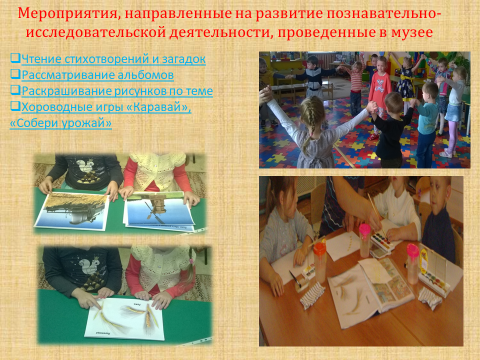 Мероприятия, направленные на развитие познавательно-
исследовательской деятельности, проведенные в музее
❑Чтение стихотворений и загадок
❑Рассматривание альбомов
❑Раскрашивание рисунков по теме
❑Хороводные игры «Каравай»,
«Собери урожай»